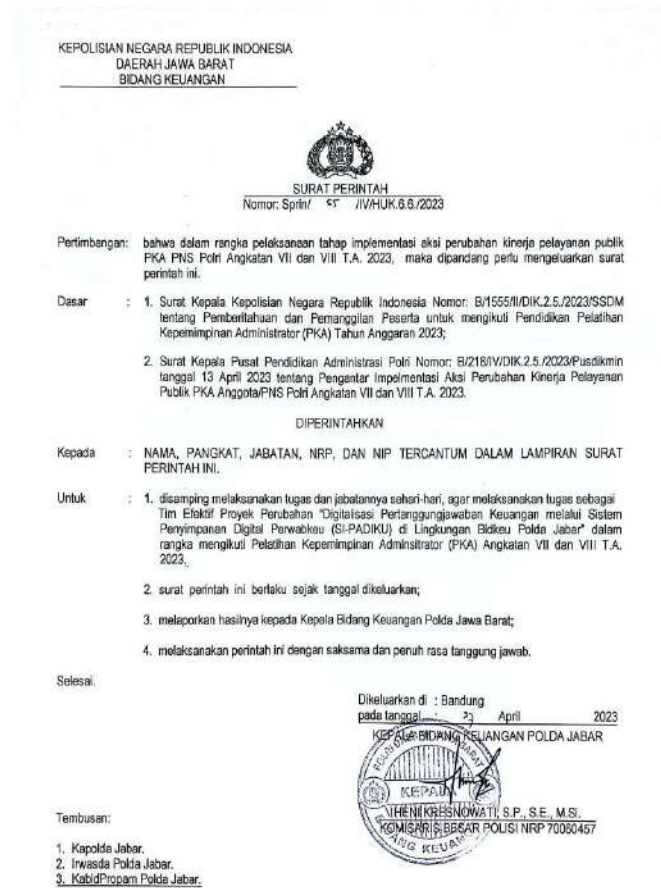 KEPOLISIAN NEGARA REPUBLIK INDONESIA
DAERAH JAWA BARAT
BIDANG KEUANGAN
SURAT PERINTAH
Nomor: Sprin/ /IV/HUK.6.6./2023
Pertimbangan: bahwa dalam rangka pelaksanaan tahap implementasi aksi perubahan kinerja pelayanan publik
PKA PNS Polri Angkatan VII dan VIII T.A. 2023, maka dipandang perlu mengeluarkan surat
perintah ini.
Dasar : 1. Surat Kepala Kepolisian Negara Republik Indonesia Nomor: B/1555/II/DIK.2.5./2023/SSDM
tentang Pemberitahuan dan Pemanggilan Peserta untuk mengikuti Pendidikan Pelatihan
Kepemimpinan Administrator (PKA) Tahun Anggaran 2023;
2. Surat Kepala Pusat Pendidikan Administrasi Polri Nomor: B/218/IV/DIK.2.5./2023/Pusdikmin
tanggal 13 April 2023 tentang Pengantar Impelmentasi Aksi Perubahan Kinerja Pelayanan
Publik PKA Anggota/PNS Polri Angkatan VII dan VIII T.A. 2023.
DIPERINTAHKAN
Kepada : NAMA, PANGKAT, JABATAN, NRP, DAN NIP TERCANTUM DALAM LAMPIRAN SURAT
PERINTAH INI.
Untuk : 1. disamping melaksanakan tugas dan jabatannya sehari-hari, agar melaksanakan tugas sebagai
Tim Efektif Proyek Perubahan "Digitalisasi Pertanggungjawaban Keuangan melalui Sistem
Penyimpanan Digital Perwabkeu (SI-PADIKU) di Lingkungan Bidkeu Polda Jabar" dalam
rangka mengikuti Pelatihan Kepemimpinan Adminsitrator (PKA) Angkatan VII dan VIII T.A.
2023.
2. surat perintah ini berlaku sejak tanggal dikeluarkan;
3. melaporkan hasilnya kepada Kepala Bidang Keuangan Polda Jawa Barat;
4. melaksanakan perintah ini dengan saksama dan penuh rasa tanggung jawab.
Selesai.
Dikeluarkan di : Bandung
pada tanggal : April 2023
KEPALA BIDANG KEUANGAN POLDA JABAR
KEPALA
HENI KRESNOWATI, S.P., S.E., M.Si.
KOMISARIS BESAR POLISI NRP 70060457
Tembusan:
1. Kapolda Jabar.
2. Irwasda Polda Jabar.
3. KabidPropam Polda Jabar.